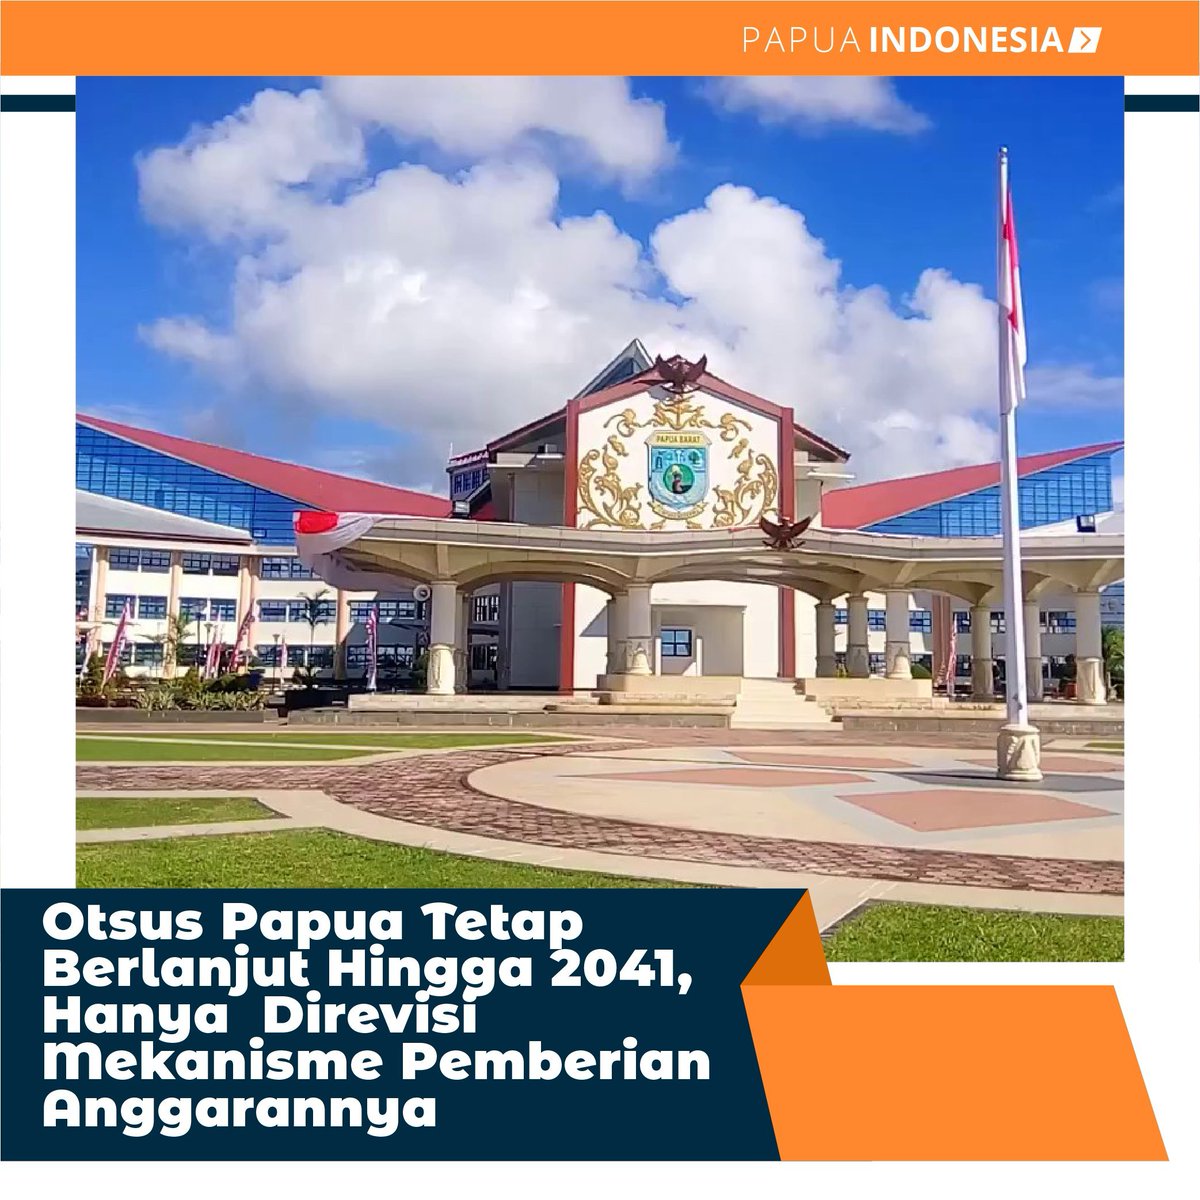 PAPUA INDONESIA
PAPUA BARAT
Otsus Papua Tetap
Berlanjut Hingga 2041,
Hanya  Direvisi
Mekanisme Pemberian
Anggarannya